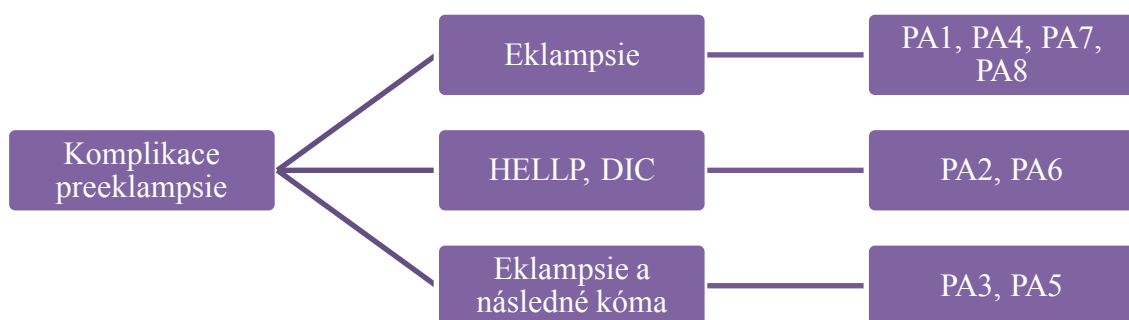 Komplikace
preeklampsie
Eklampsie
PA1, PA4, PA7,
PA8
HELLP, DIC
PA2, PA6
Eklampsie a
následné kóma
PA3, PA5